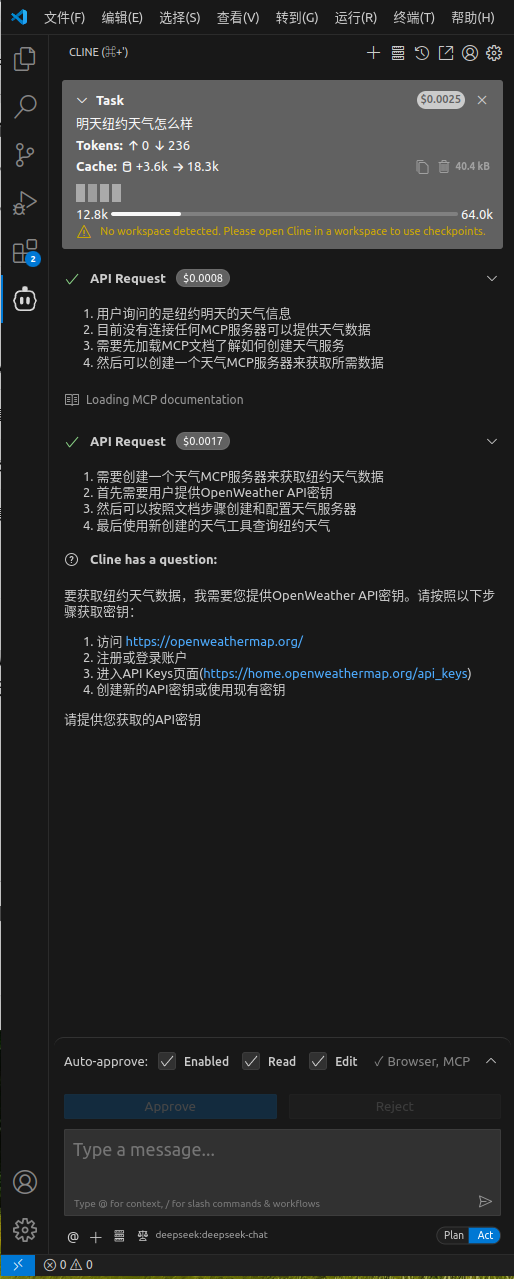 文件(F) 编辑(E) 选择(S) 查看(V) 转到(G) 运行(R) 终端(T) 帮助(H)
CLINE (⌘+')
Task $0.0025
明天纽约天气怎么样
Tokens: ↑ 0 ↓ 236
Cache: +3.6k → 18.3k 40.4 kB
12.8k 64.0k
No workspace detected. Please open Cline in a workspace to use checkpoints.
API Request $0.0008
1. 用户询问的是纽约明天的天气信息
2. 目前没有连接任何MCP服务器可以提供天气数据
3. 需要先加载MCP文档了解如何创建天气服务
4. 然后可以创建一个天气MCP服务器来获取所需数据
Loading MCP documentation
API Request $0.0017
1. 需要创建一个天气MCP服务器来获取纽约天气数据
2. 首先需要用户提供OpenWeather API密钥
3. 然后可以按照文档步骤创建和配置天气服务器
4. 最后使用新创建的天气工具查询纽约天气
Cline has a question:
要获取纽约天气数据，我需要您提供OpenWeather API密钥。请按照以下步
骤获取密钥：
1. 访问 https://openweathermap.org/
2. 注册或登录账户
3. 进入API Keys页面(https://home.openweathermap.org/api_keys)
4. 创建新的API密钥或使用现有密钥
请提供您获取的API密钥
2
Auto-approve: Enabled Read Edit ✓ Browser, MCP
Approve Reject
Type a message...
Type @ for context, / for slash commands & workflows
@ deepseek:deepseek-chat Plan Act
0 0